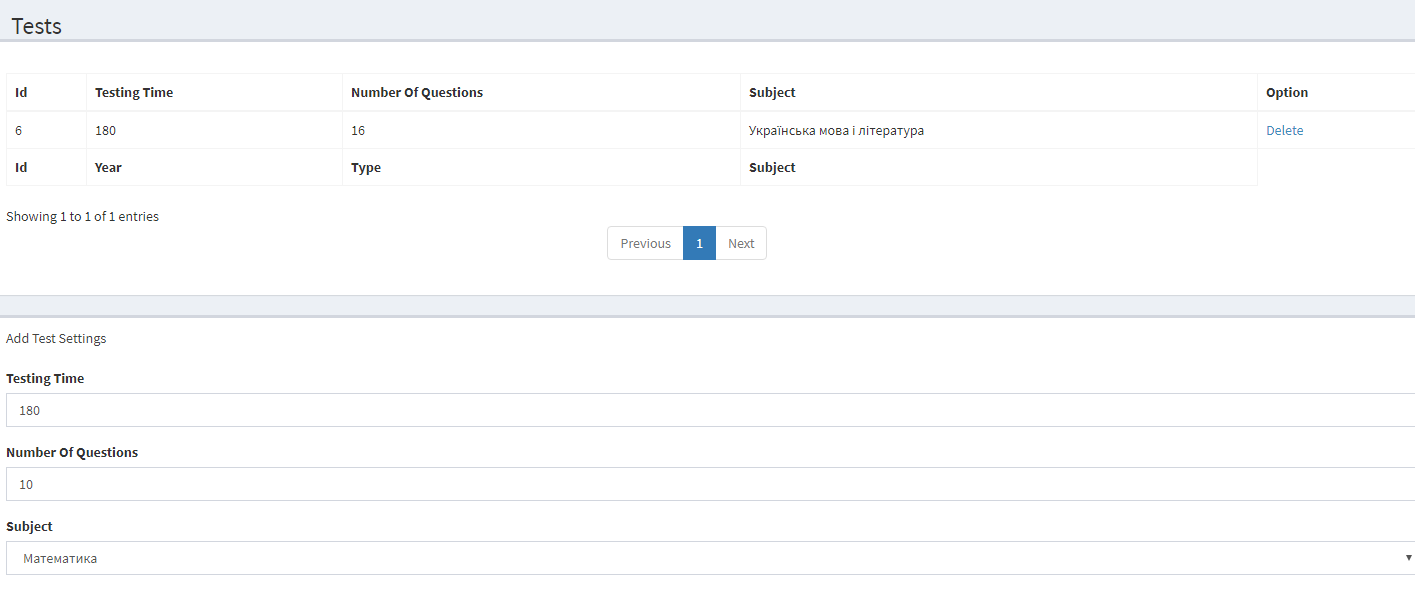 Tests
Id Testing Time Number Of Questions Subject Option
6 180 16 Українська мова і література Delete
Id Year Type Subject
Showing 1 to 1 of 1 entries
Previous 1 Next
Add Test Settings
Testing Time
180
Number Of Questions
10
Subject
Математика